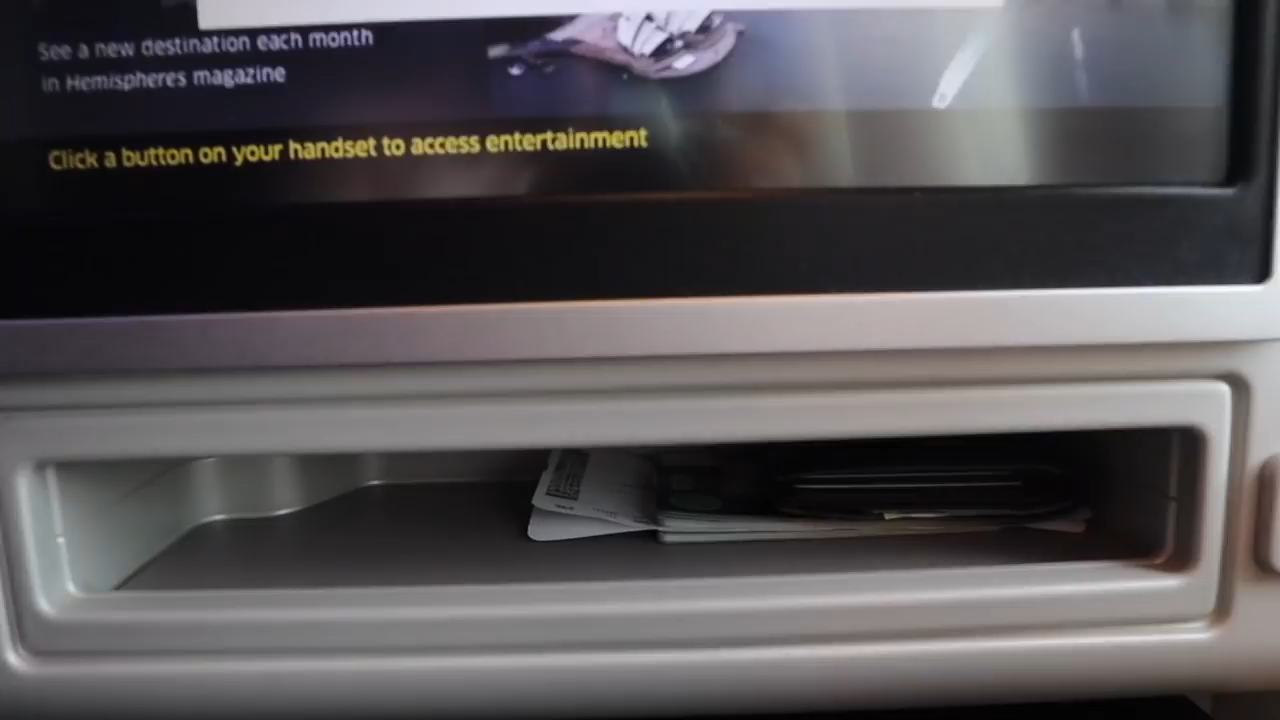 See a new destination each month
in Hemispheres magazine
Click a button on your handset to access entertainment